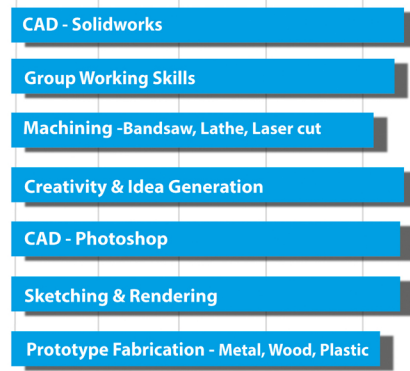 CAD - Solidworks
Group Working Skills
Machining -Bandsaw, Lathe, Laser cut
Creativity & Idea Generation
CAD - Photoshop
Sketching & Rendering
Prototype Fabrication - Metal, Wood, Plastic